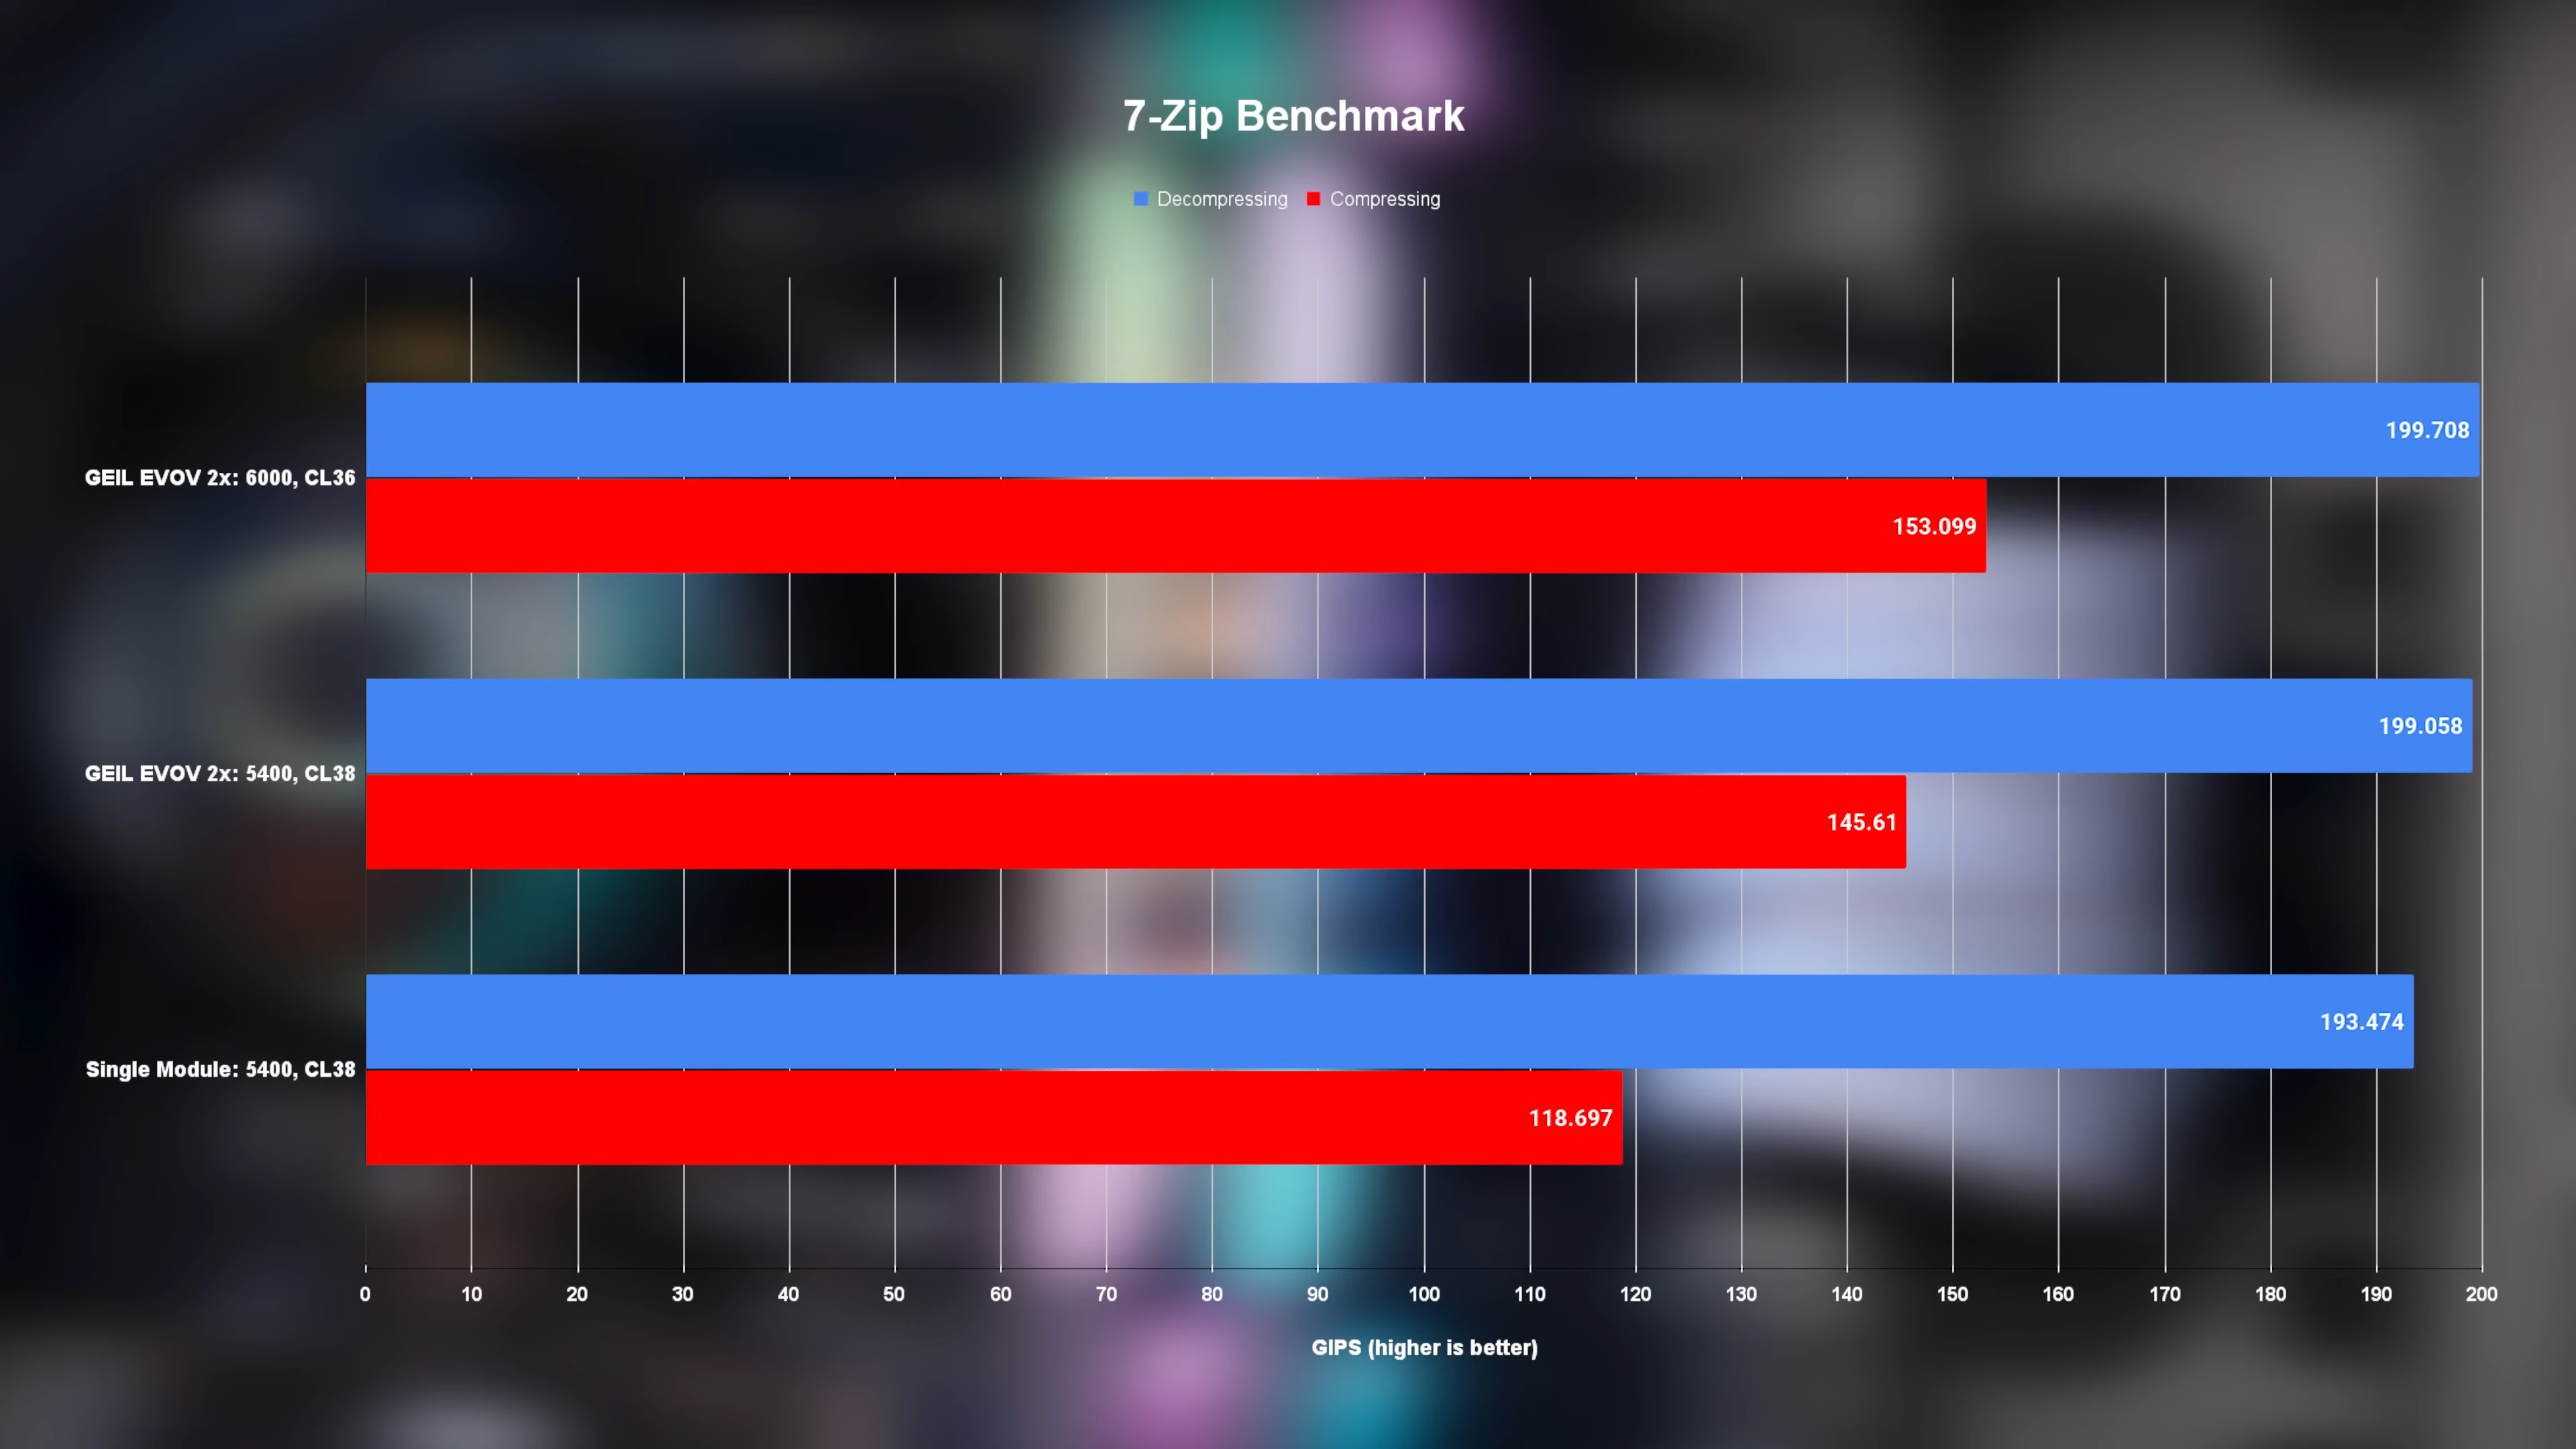 7-Zip Benchmark
Decompressing Compressing
GEIL EVOV 2x: 6000, CL36
199.708
153.099
GEIL EVOV 2x: 5400, CL38
199.058
145.61
Single Module: 5400, CL38
193.474
118.697
0 10 20 30 40 50 60 70 80 90 100 110 120 130 140 150 160 170 180 190 200
GIPS (higher is better)